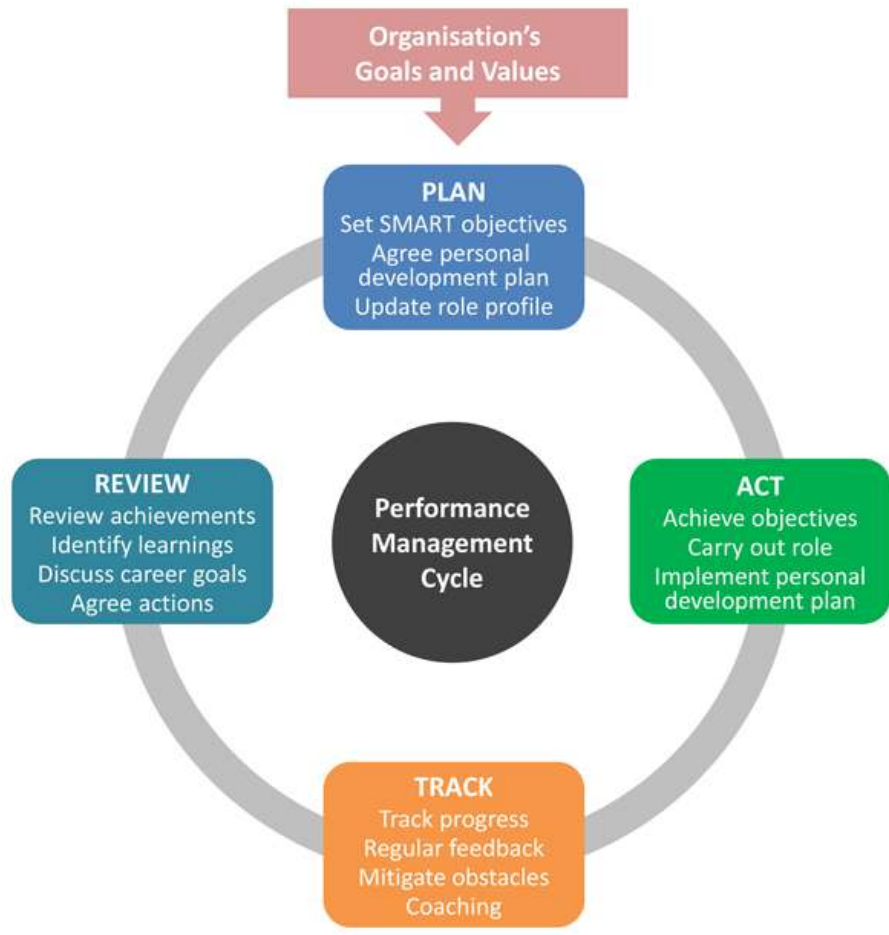 Organisation's
Goals and Values
PLAN
Set SMART objectives
Agree personal
development plan
Update role profile
REVIEW
Review achievements
Identify learnings
Discuss career goals
Agree actions
Performance
Management
Cycle
ACT
Achieve objectives
Carry out role
Implement personal
development plan
TRACK
Track progress
Regular feedback
Mitigate obstacles
Coaching